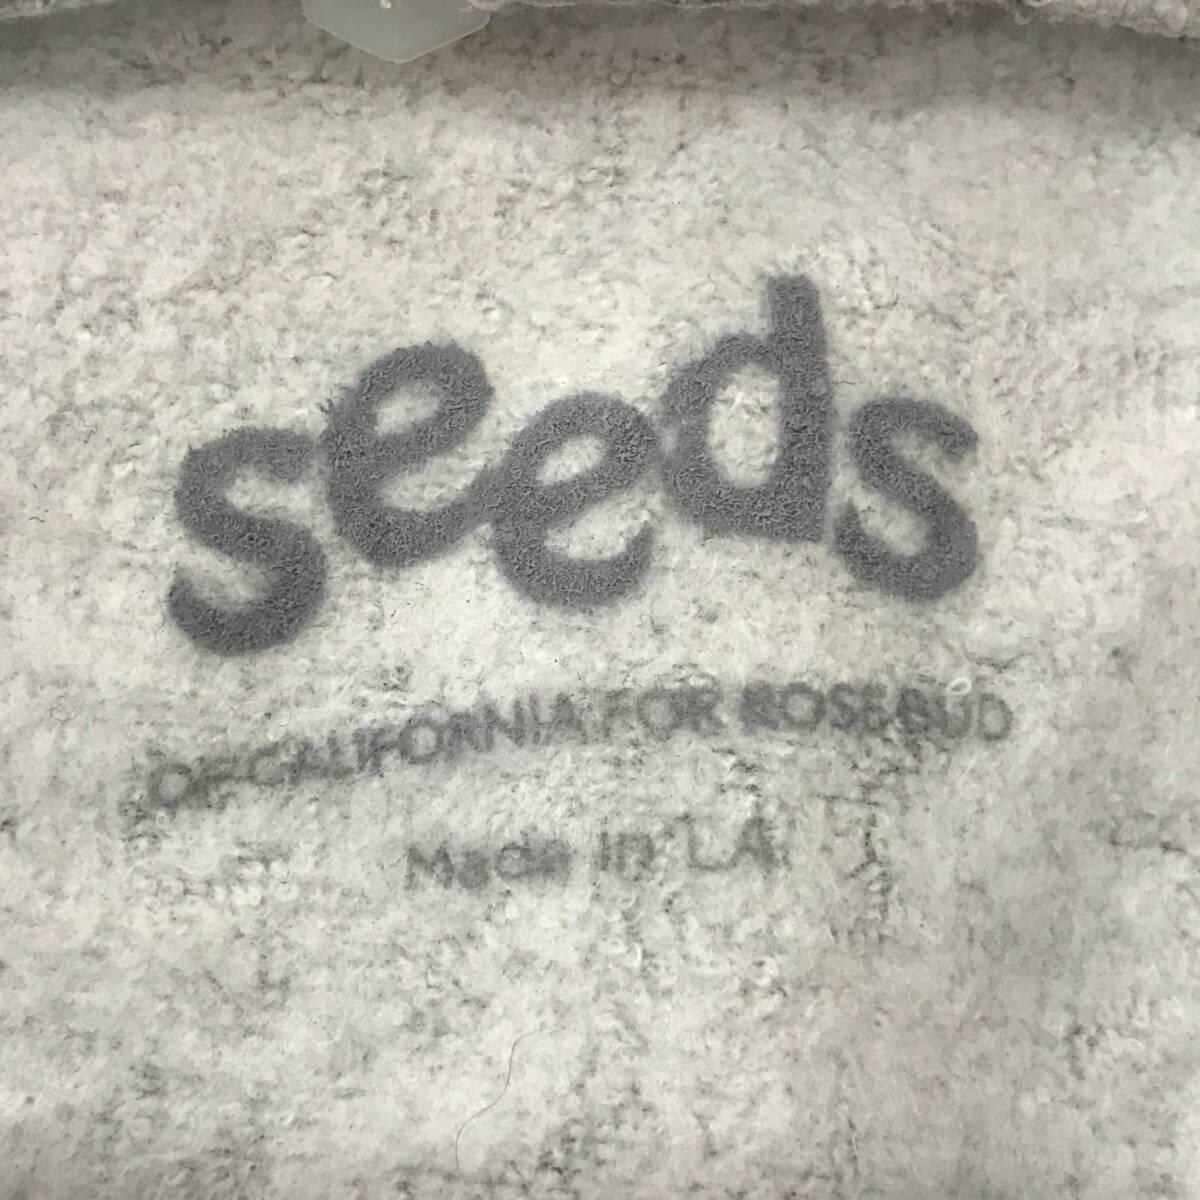 seeds
OF CALIFORNIA FOR ROSE BUD
Made in LA